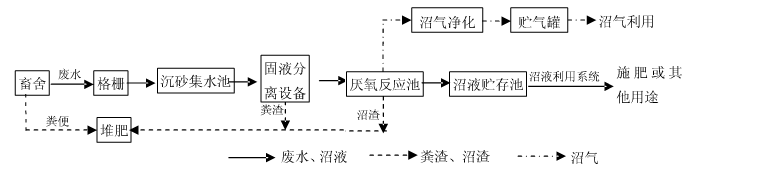 沼气净化
贮气罐
沼气利用
畜舍
废水
格栅
沉砂集水池
固液分
离设备
厌氧反应池
沼液贮存池
沼液利用系统
施肥或其
他用途
粪便
堆肥
粪渣
沼渣
废水、沼液
粪渣、沼渣
沼气